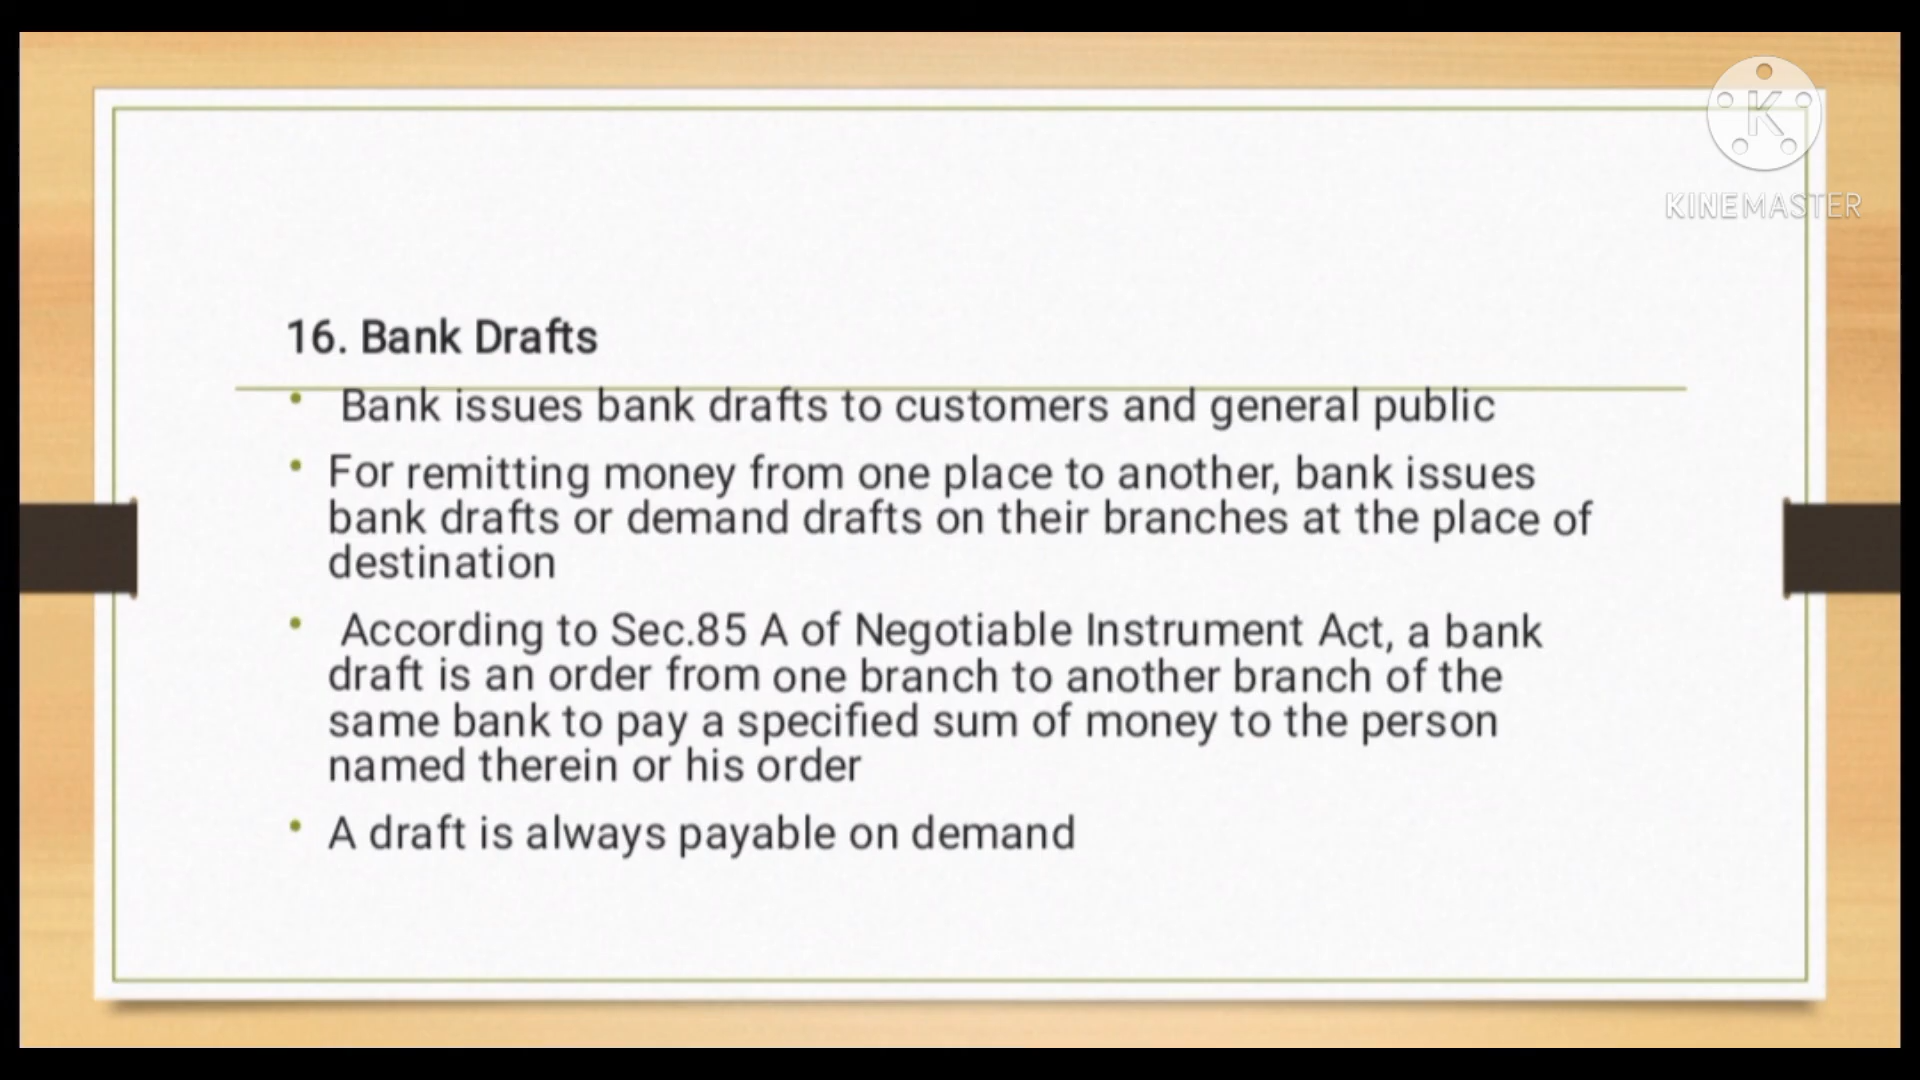 K
KINEMASTER
16. Bank Drafts
Bank issues bank drafts to customers and general public
For remitting money from one place to another, bank issues
bank drafts or demand drafts on their branches at the place of
destination
According to Sec.85 A of Negotiable Instrument Act, a bank
draft is an order from one branch to another branch of the
same bank to pay a specified sum of money to the person
named therein or his order
A draft is always payable on demand